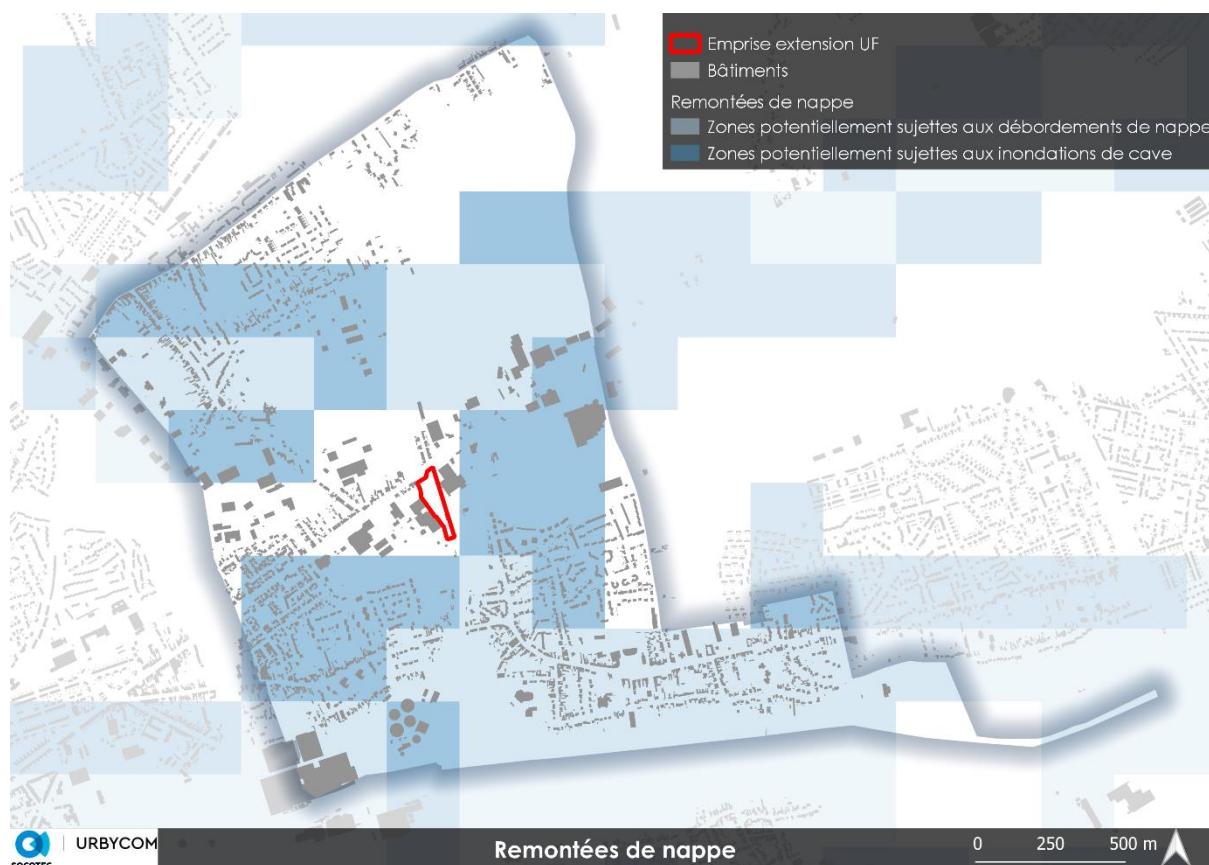 Emprise extension UF
Bâtiments
Remontées de nappe
Zones potentiellement sujettes aux débordements de nappe
Zones potentiellement sujettes aux inondations de cave
URBYCOM
Remontées de nappe
0 250 500 m